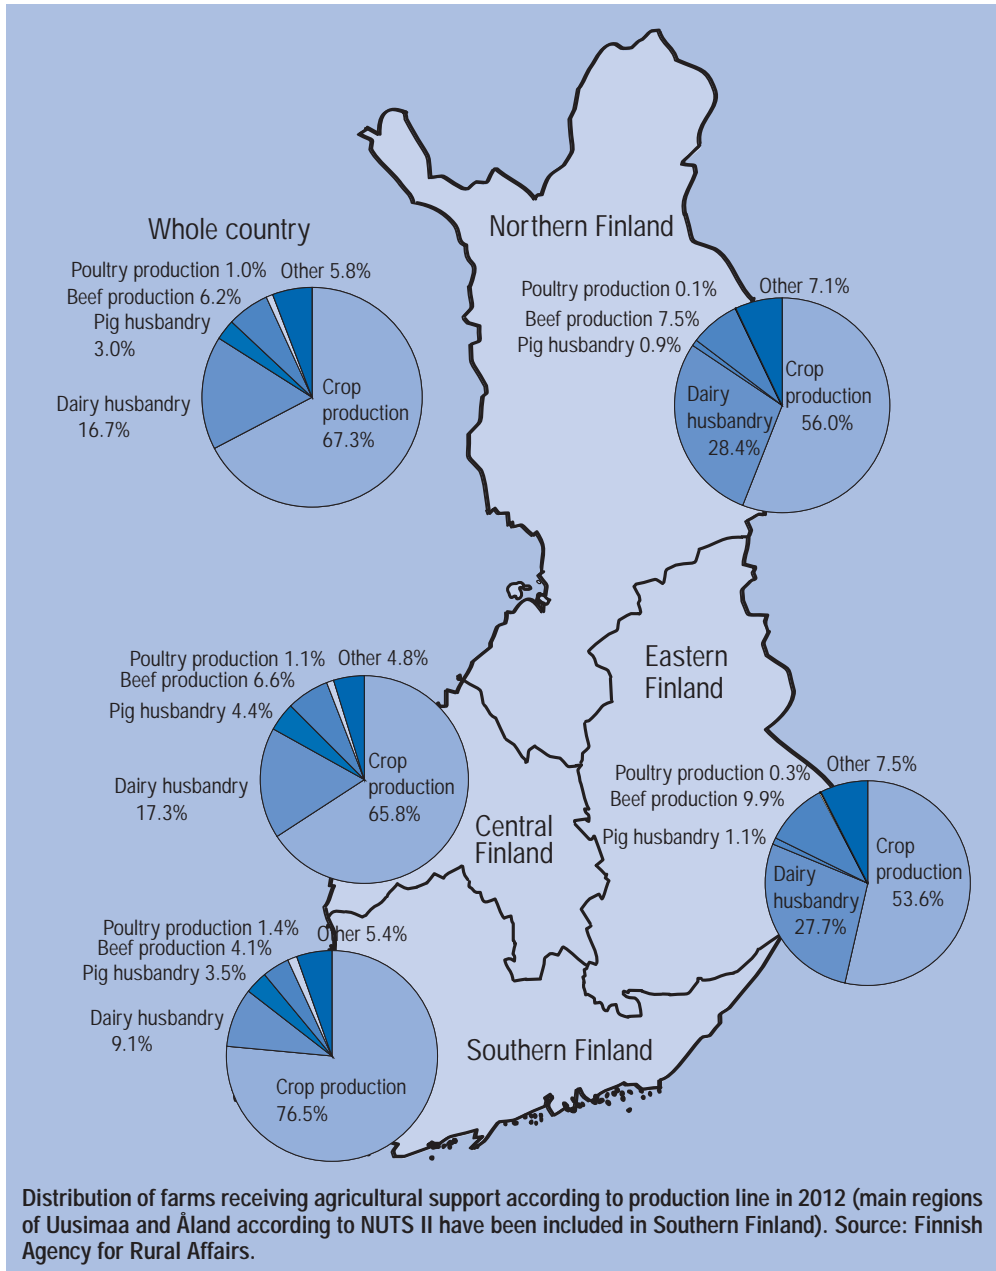 Whole country
Poultry production 1.0%
Other 5.8%
Beef production 6.2%
Pig husbandry
3.0%
Dairy husbandry
16.7%
Crop
production
67.3%
Northern Finland
Poultry production 0.1%
Other 7.1%
Beef production 7.5%
Pig husbandry 0.9%
Dairy
husbandry
28.4%
Crop
production
56.0%
Poultry production 1.1%
Other 4.8%
Beef production 6.6%
Pig husbandry 4.4%
Dairy husbandry
17.3%
Crop
production
65.8%
Central
Finland
Eastern
Finland
Poultry production 0.3%
Other 7.5%
Beef production 9.9%
Pig husbandry 1.1%
Dairy
husbandry
27.7%
Crop
production
53.6%
Poultry production 1.4%
Other 5.4%
Beef production 4.1%
Pig husbandry 3.5%
Dairy husbandry
9.1%
Crop production
76.5%
Southern Finland
Distribution of farms receiving agricultural support according to production line in 2012 (main regions
of Uusimaa and Åland according to NUTS II have been included in Southern Finland). Source: Finnish
Agency for Rural Affairs.